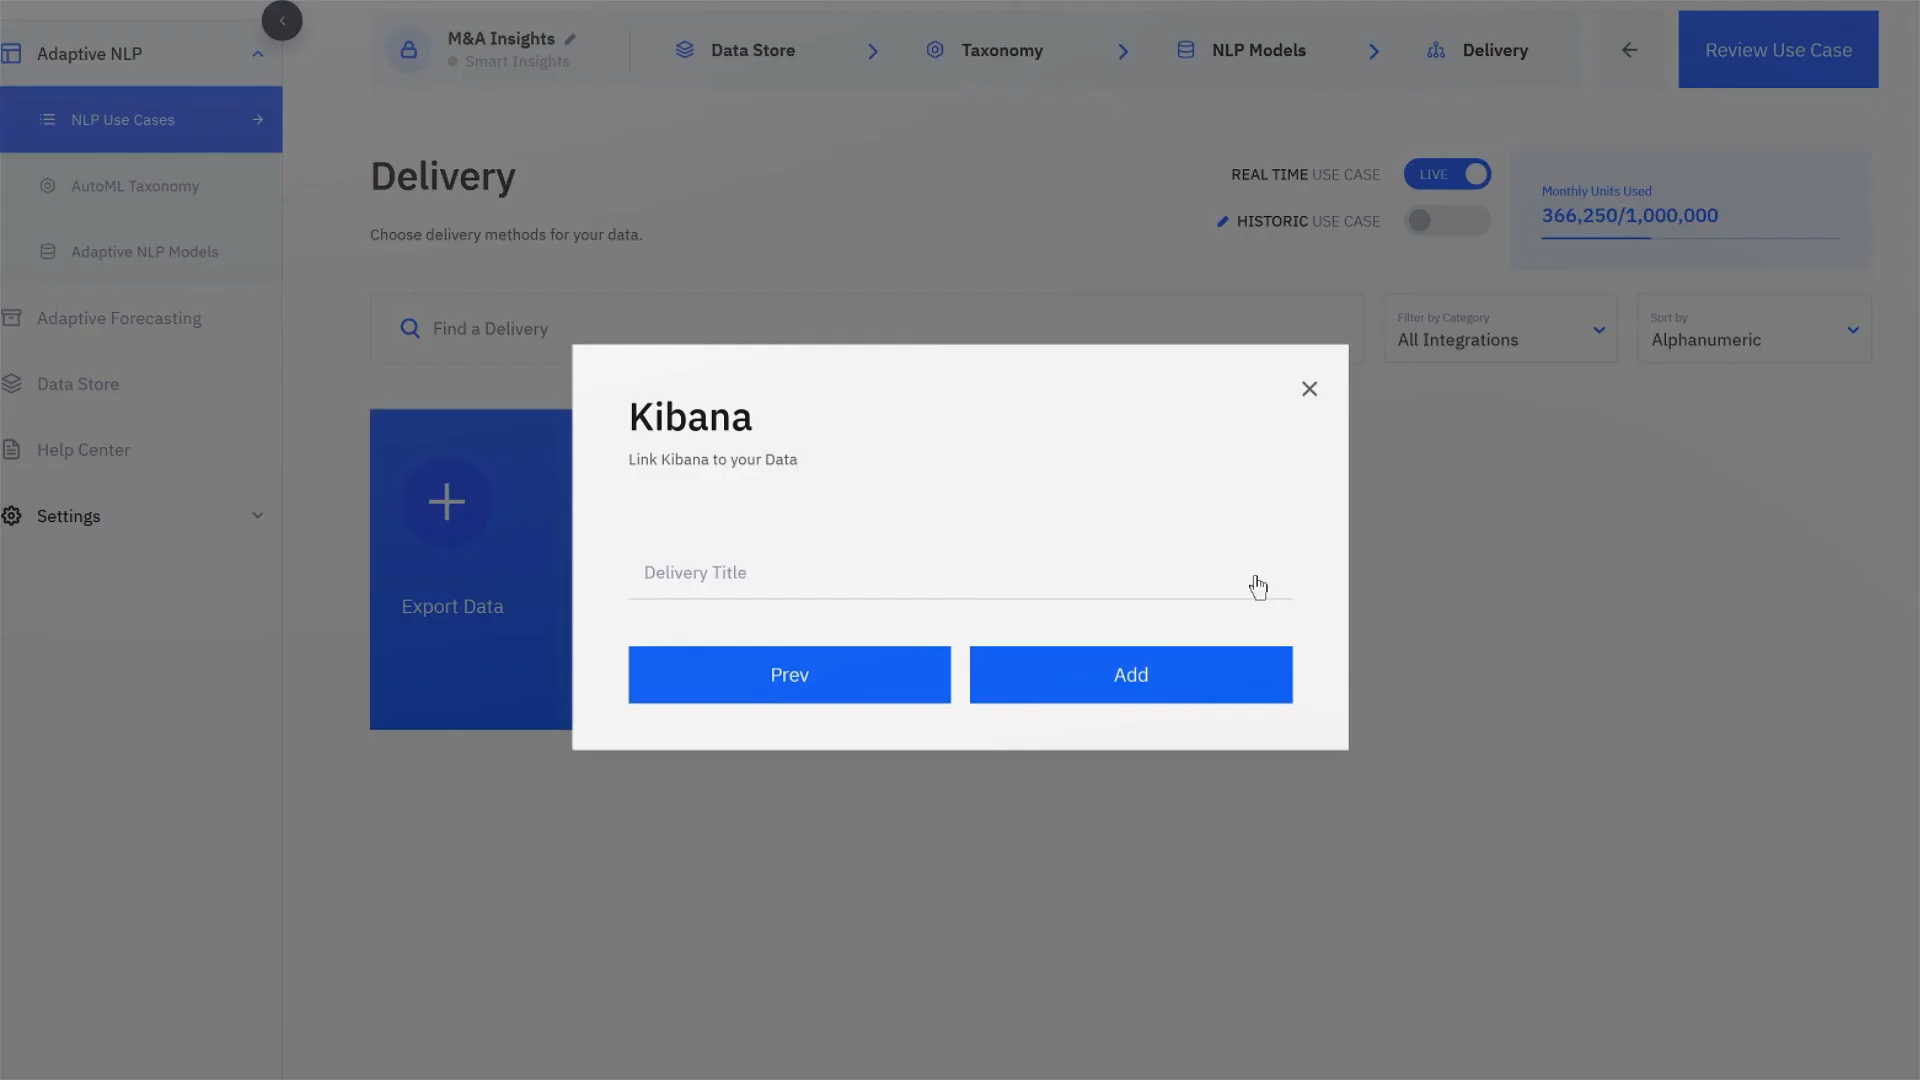 Adaptive NLP
NLP Use Cases
AutoML Taxonomy
Adaptive NLP Models
Adaptive Forecasting
Data Store
Help Center
Settings
M&A Insights
Smart Insights
Data Store
Taxonomy
NLP Models
Delivery
Review Use Case
Delivery
Choose delivery methods for your data.
REAL TIME USE CASE
LIVE
HISTORIC USE CASE
Monthly Units Used
366,250/1,000,000
Find a Delivery
Filter by Category
All Integrations
Sort by
Alphanumeric
Export Data
Kibana
Link Kibana to your Data
Delivery Title
Prev
Add